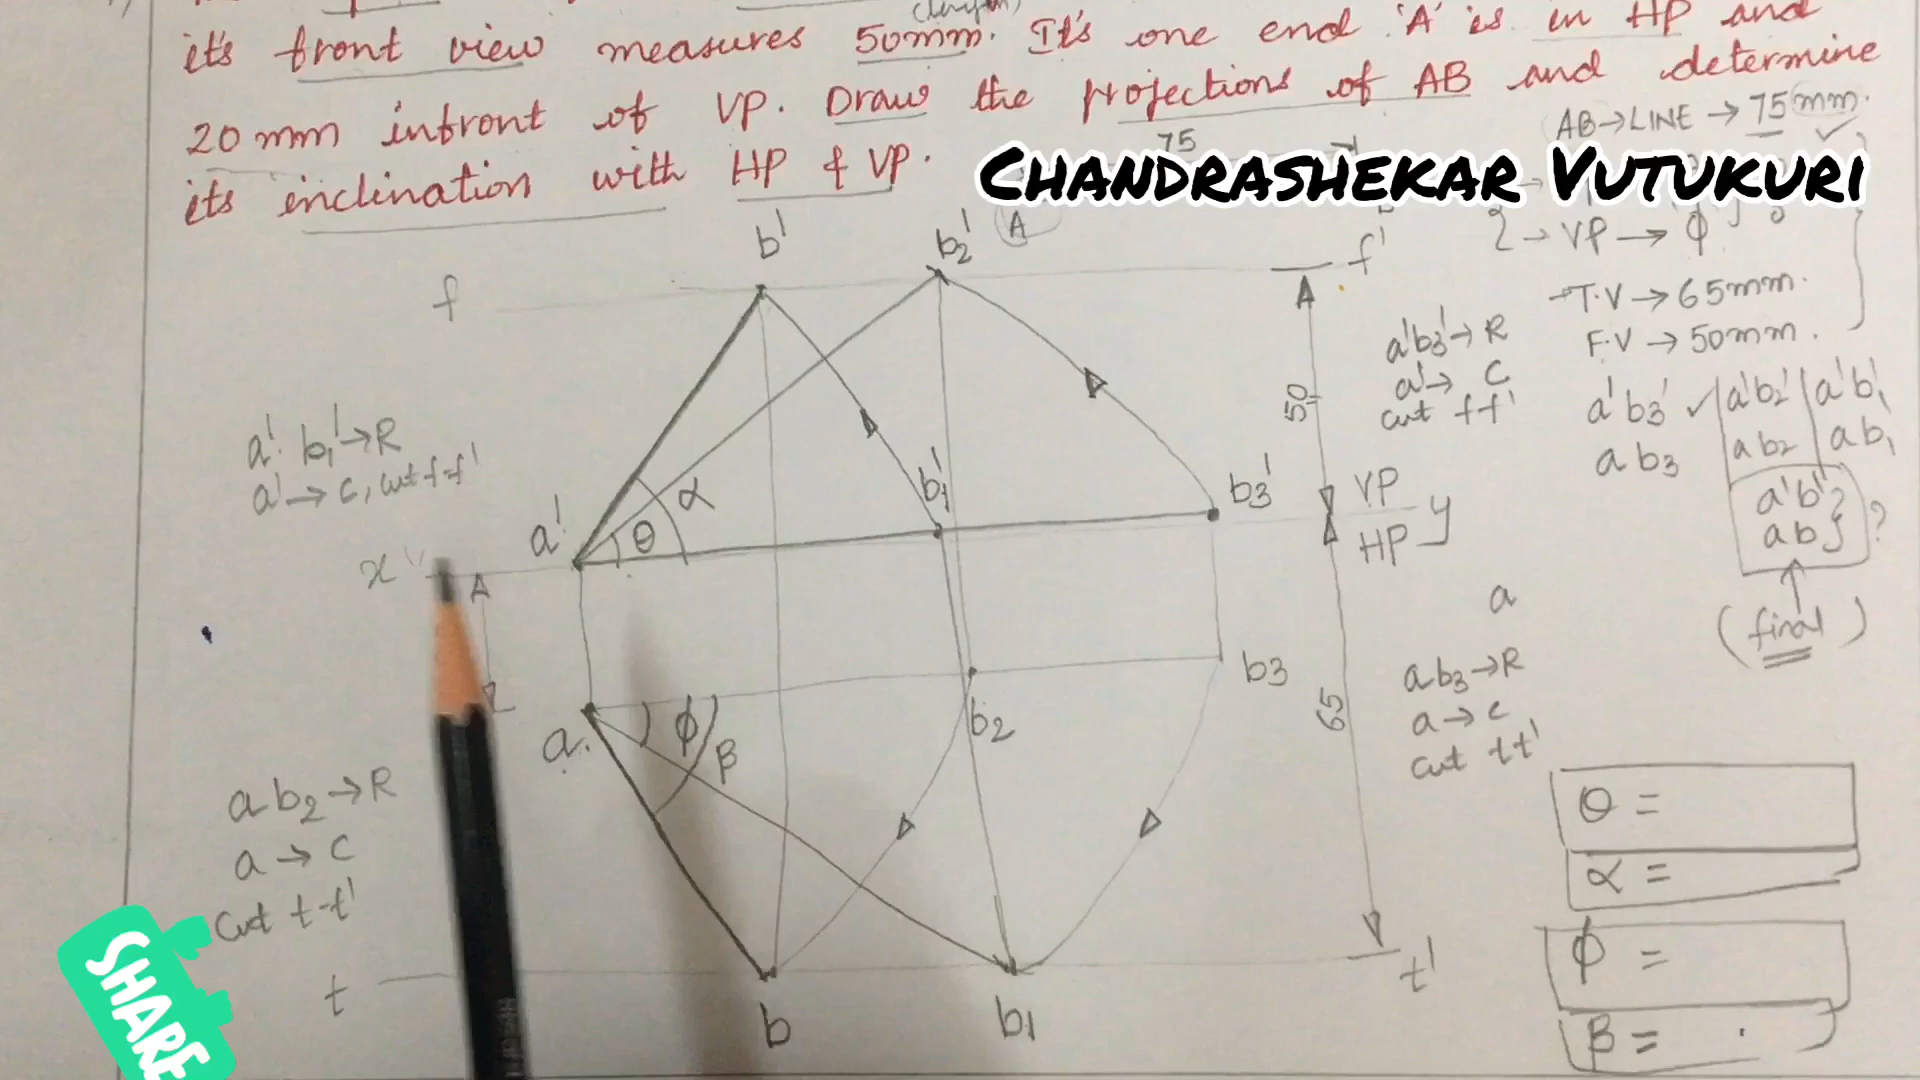 it's front view measures 50mm. It's one end 'A' is in HP and
(length)
20mm infront of VP. Draw the projections of AB and determine
its inclination with HP & VP.
AB→LINE → 75mm.
75
CHANDRASHEKAR VUTUKURI
2 → VP → ϕ
T.V → 65mm.
F.V → 50mm.
b' b2' A
f f'
a'b3' → R
a' → C
cut ff'
50
a'b3' ✓ | a'b2' | a'b1'
ab3 | ab2 | ab1
a'b' }
ab } ?
(final)
a' b1' → R
a' → C, cut f-f'
a' θ α b1' b3'
VP
HP
x y
a
a ϕ β b2 b3
65
ab3 → R
a → C
cut tt'
ab2 → R
a → C
cut t-t'
t t'
b b1
θ =
α =
ϕ =
β =
SHARE